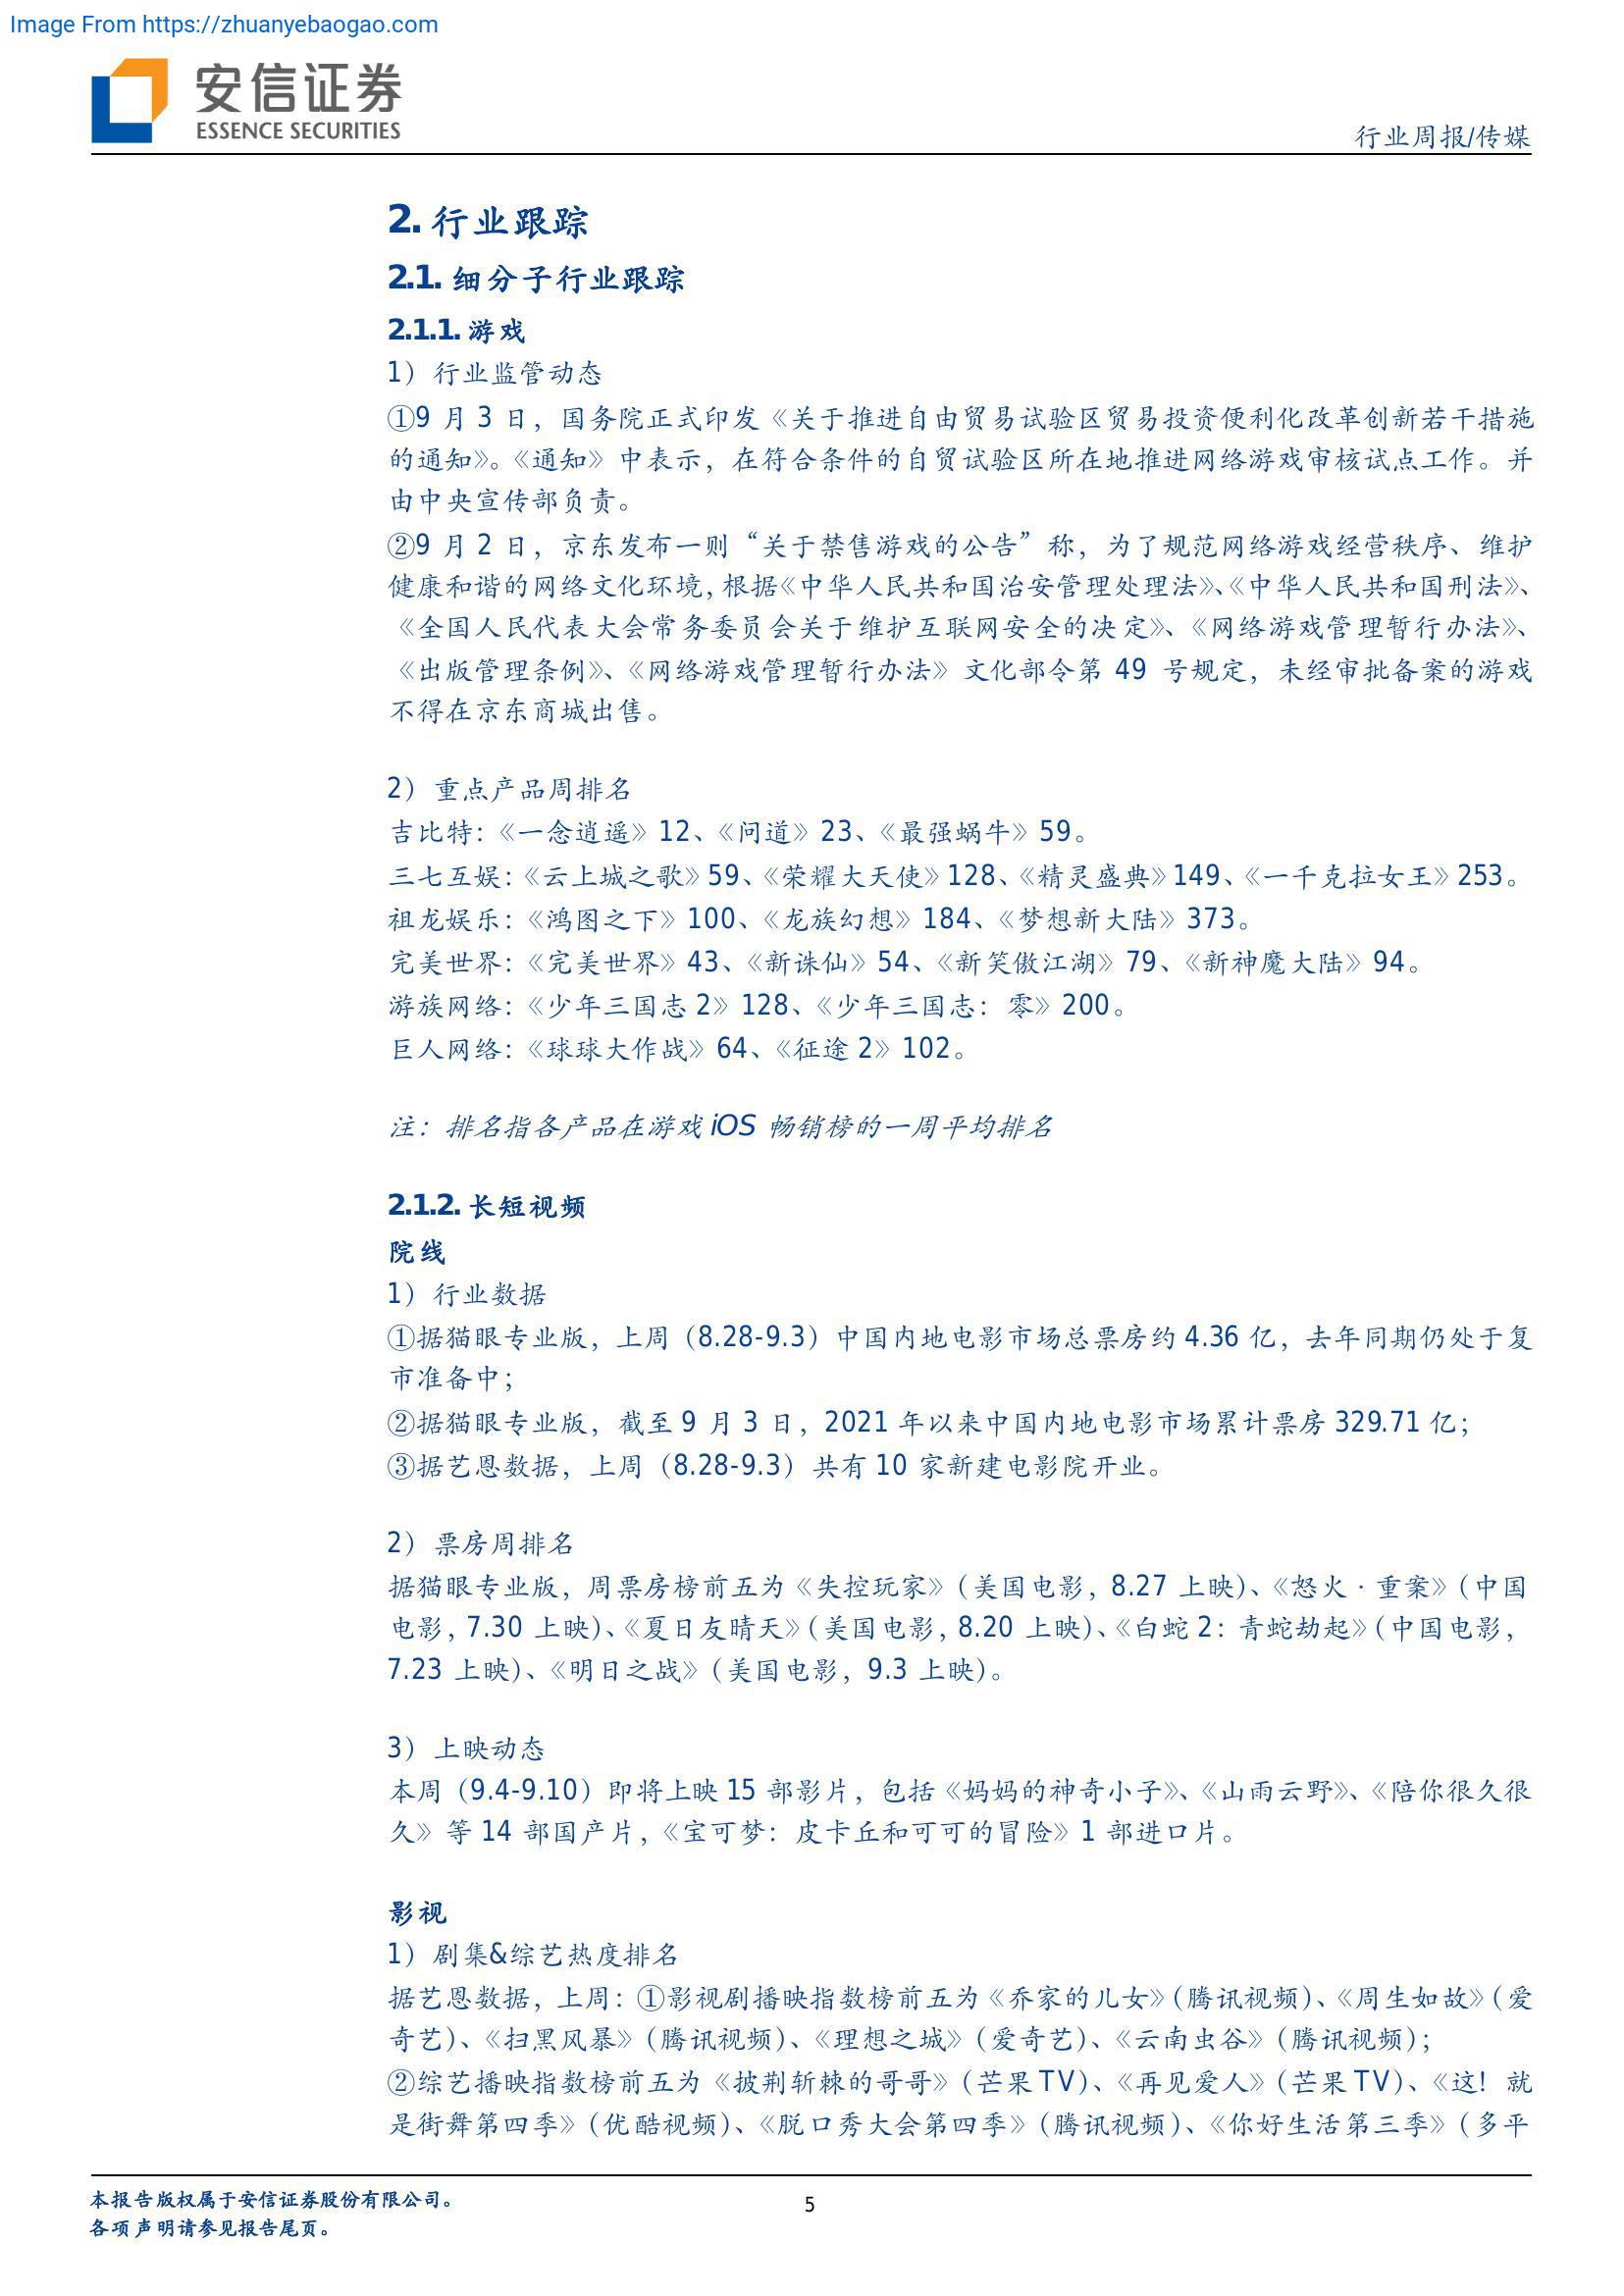 Image From https://zhuanyebaogao.com
安信证券
ESSENCE SECURITIES
行业周报/传媒
2. 行业跟踪
2.1. 细分子行业跟踪
2.1.1. 游戏
1）行业监管动态
①9 月 3 日，国务院正式印发《关于推进自由贸易试验区贸易投资便利化改革创新若干措施
的通知》。《通知》中表示，在符合条件的自贸试验区所在地推进网络游戏审核试点工作。并
由中央宣传部负责。
②9 月 2 日，京东发布一则“关于禁售游戏的公告”称，为了规范网络游戏经营秩序、维护
健康和谐的网络文化环境，根据《中华人民共和国治安管理处理法》、《中华人民共和国刑法》、
《全国人民代表大会常务委员会关于维护互联网安全的决定》、《网络游戏管理暂行办法》、
《出版管理条例》、《网络游戏管理暂行办法》文化部令第 49 号规定，未经审批备案的游戏
不得在京东商城出售。
2）重点产品周排名
吉比特：《一念逍遥》12、《问道》23、《最强蜗牛》59。
三七互娱：《云上城之歌》59、《荣耀大天使》128、《精灵盛典》149、《一千克拉女王》253。
祖龙娱乐：《鸿图之下》100、《龙族幻想》184、《梦想新大陆》373。
完美世界：《完美世界》43、《新诛仙》54、《新笑傲江湖》79、《新神魔大陆》94。
游族网络：《少年三国志 2》128、《少年三国志：零》200。
巨人网络：《球球大作战》64、《征途 2》102。
注：排名指各产品在游戏 iOS 畅销榜的一周平均排名
2.1.2. 长短视频
院线
1）行业数据
①据猫眼专业版，上周（8.28-9.3）中国内地电影市场总票房约 4.36 亿，去年同期仍处于复
市准备中；
②据猫眼专业版，截至 9 月 3 日，2021 年以来中国内地电影市场累计票房 329.71 亿；
③据艺恩数据，上周（8.28-9.3）共有 10 家新建电影院开业。
2）票房周排名
据猫眼专业版，周票房榜前五为《失控玩家》（美国电影，8.27 上映）、《怒火·重案》（中国
电影，7.30 上映）、《夏日友晴天》（美国电影，8.20 上映）、《白蛇 2：青蛇劫起》（中国电影，
7.23 上映）、《明日之战》（美国电影，9.3 上映）。
3）上映动态
本周（9.4-9.10）即将上映 15 部影片，包括《妈妈的神奇小子》、《山雨云野》、《陪你很久很
久》等 14 部国产片，《宝可梦：皮卡丘和可可的冒险》1 部进口片。
影视
1）剧集&综艺热度排名
据艺恩数据，上周：①影视剧播映指数榜前五为《乔家的儿女》（腾讯视频）、《周生如故》（爱
奇艺）、《扫黑风暴》（腾讯视频）、《理想之城》（爱奇艺）、《云南虫谷》（腾讯视频）；
②综艺播映指数榜前五为《披荆斩棘的哥哥》（芒果 TV）、《再见爱人》（芒果 TV）、《这！就
是街舞第四季》（优酷视频）、《脱口秀大会第四季》（腾讯视频）、《你好生活第三季》（多平
本报告版权属于安信证券股份有限公司。
5
各项声明请参见报告尾页。